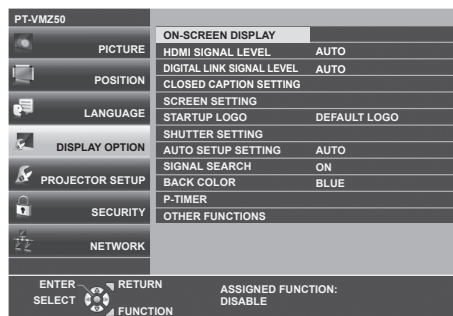 PT-VMZ50
PICTURE
POSITION
LANGUAGE
DISPLAY OPTION
PROJECTOR SETUP
SECURITY
NETWORK
ON-SCREEN DISPLAY
HDMI SIGNAL LEVEL AUTO
DIGITAL LINK SIGNAL LEVEL AUTO
CLOSED CAPTION SETTING
SCREEN SETTING
STARTUP LOGO DEFAULT LOGO
SHUTTER SETTING
AUTO SETUP SETTING AUTO
SIGNAL SEARCH ON
BACK COLOR BLUE
P-TIMER
OTHER FUNCTIONS
ENTER RETURN
SELECT
FUNCTION
ASSIGNED FUNCTION:
DISABLE